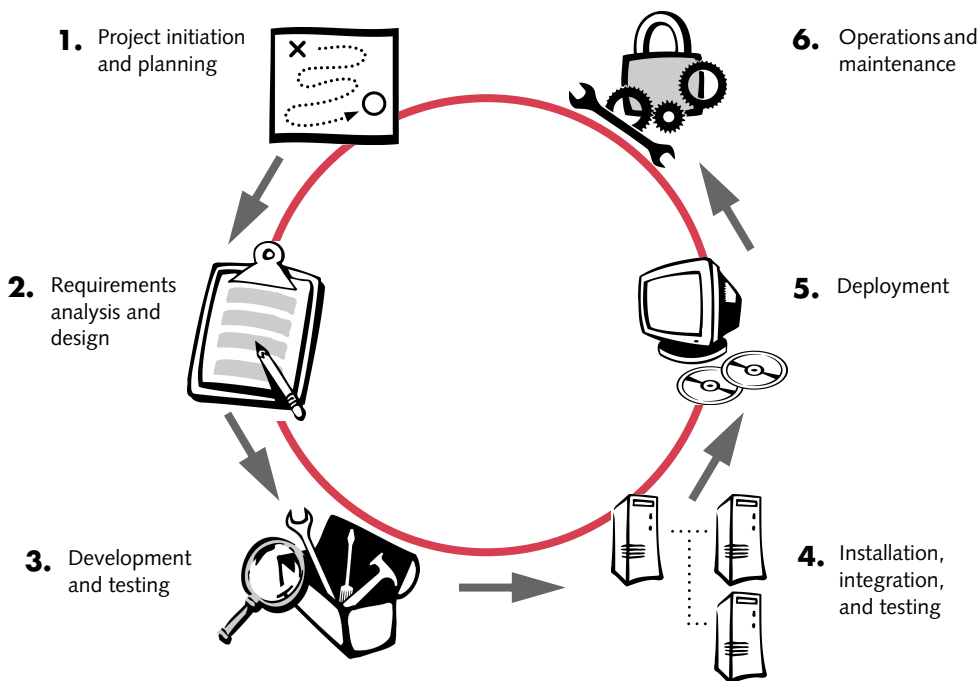 1. Project initiation
and planning
2. Requirements
analysis and
design
3. Development
and testing
4. Installation,
integration,
and testing
5. Deployment
6. Operations and
maintenance